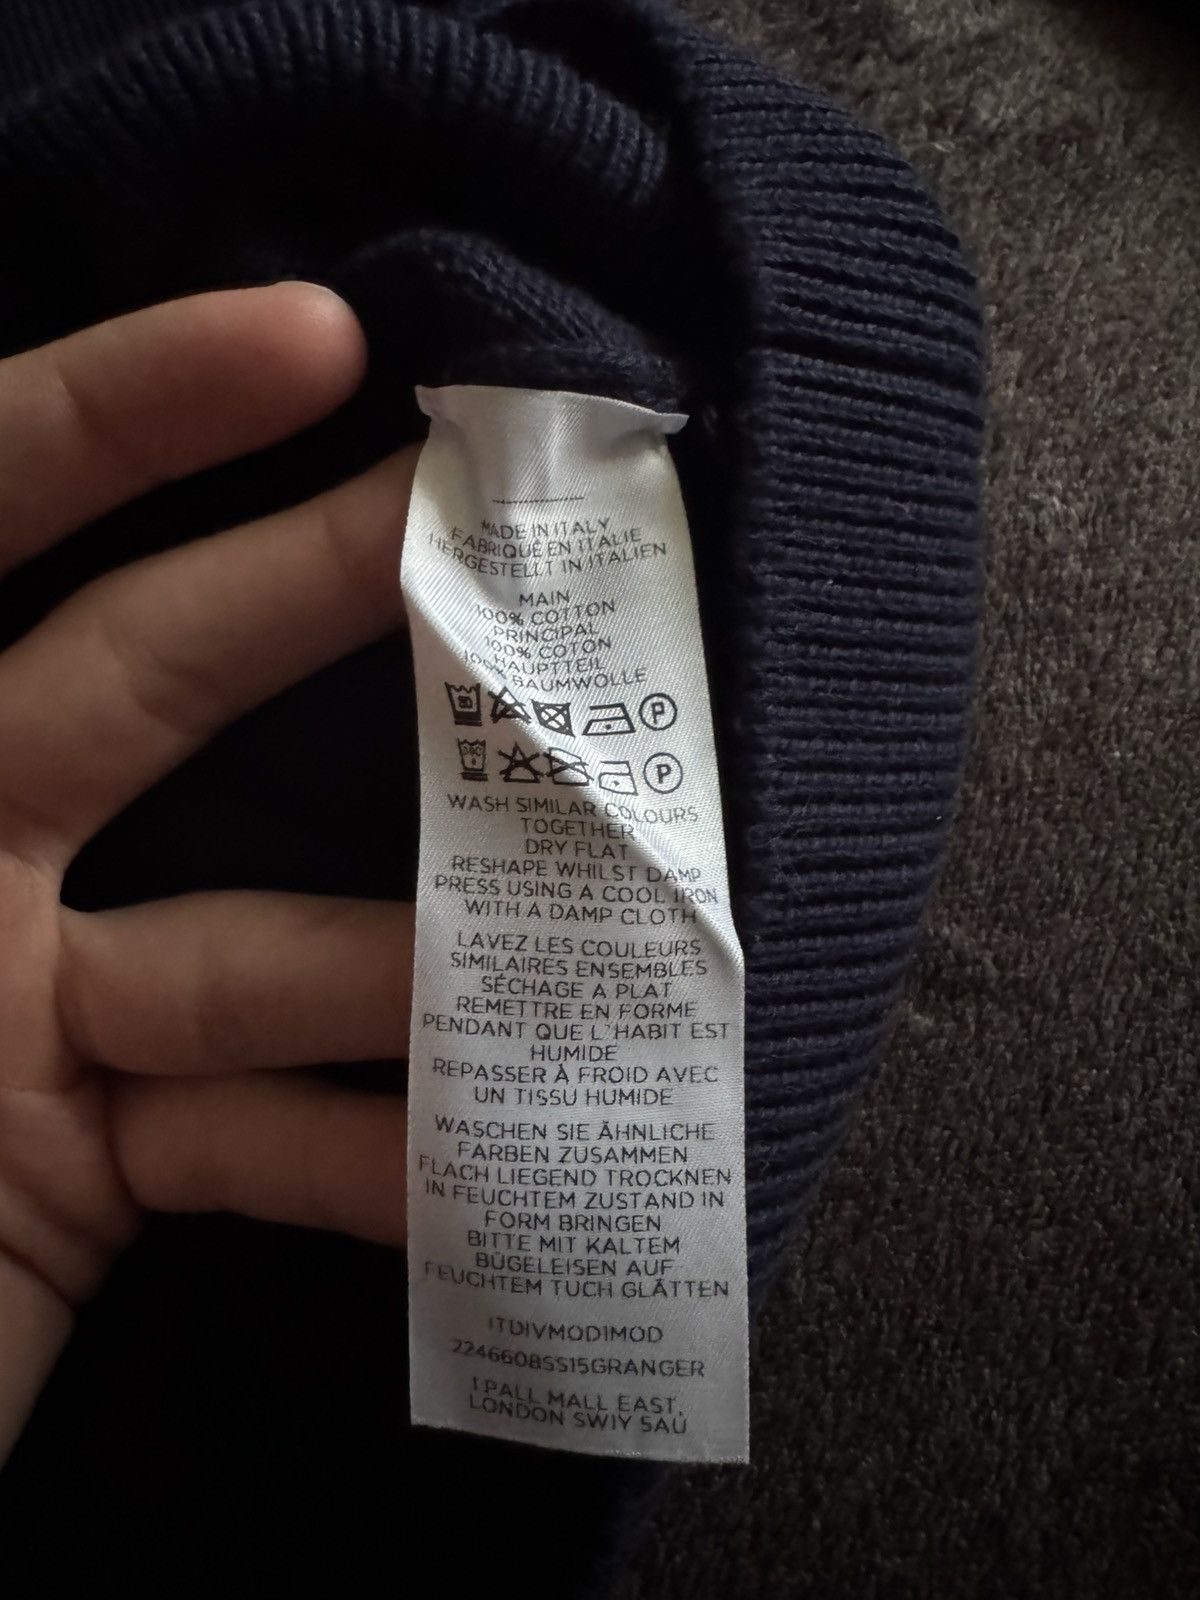 MADE IN ITALY
FABRIQUÉ EN ITALIE
HERGESTELLT IN ITALIEN
MAIN
100% COTTON
PRINCIPAL
100% COTON
HAUPTTEIL
100% BAUMWOLLE
30 P
30C P
WASH SIMILAR COLOURS
TOGETHER
DRY FLAT
RESHAPE WHILST DAMP
PRESS USING A COOL IRON
WITH A DAMP CLOTH
LAVEZ LES COULEURS
SIMILAIRES ENSEMBLES
SÉCHAGE A PLAT
REMETTRE EN FORME
PENDANT QUE L'HABIT EST
HUMIDE
REPASSER À FROID AVEC
UN TISSU HUMIDE
WASCHEN SIE ÄHNLICHE
FARBEN ZUSAMMEN
FLACH LIEGEND TROCKNEN
IN FEUCHTEM ZUSTAND IN
FORM BRINGEN
BITTE MIT KALTEM
BÜGELEISEN AUF
FEUCHTEM TUCH GLÄTTEN
ITDIVMODIMOD
2246608SS15GRANGER
1 PALL MALL EAST,
LONDON SW1Y 5AU